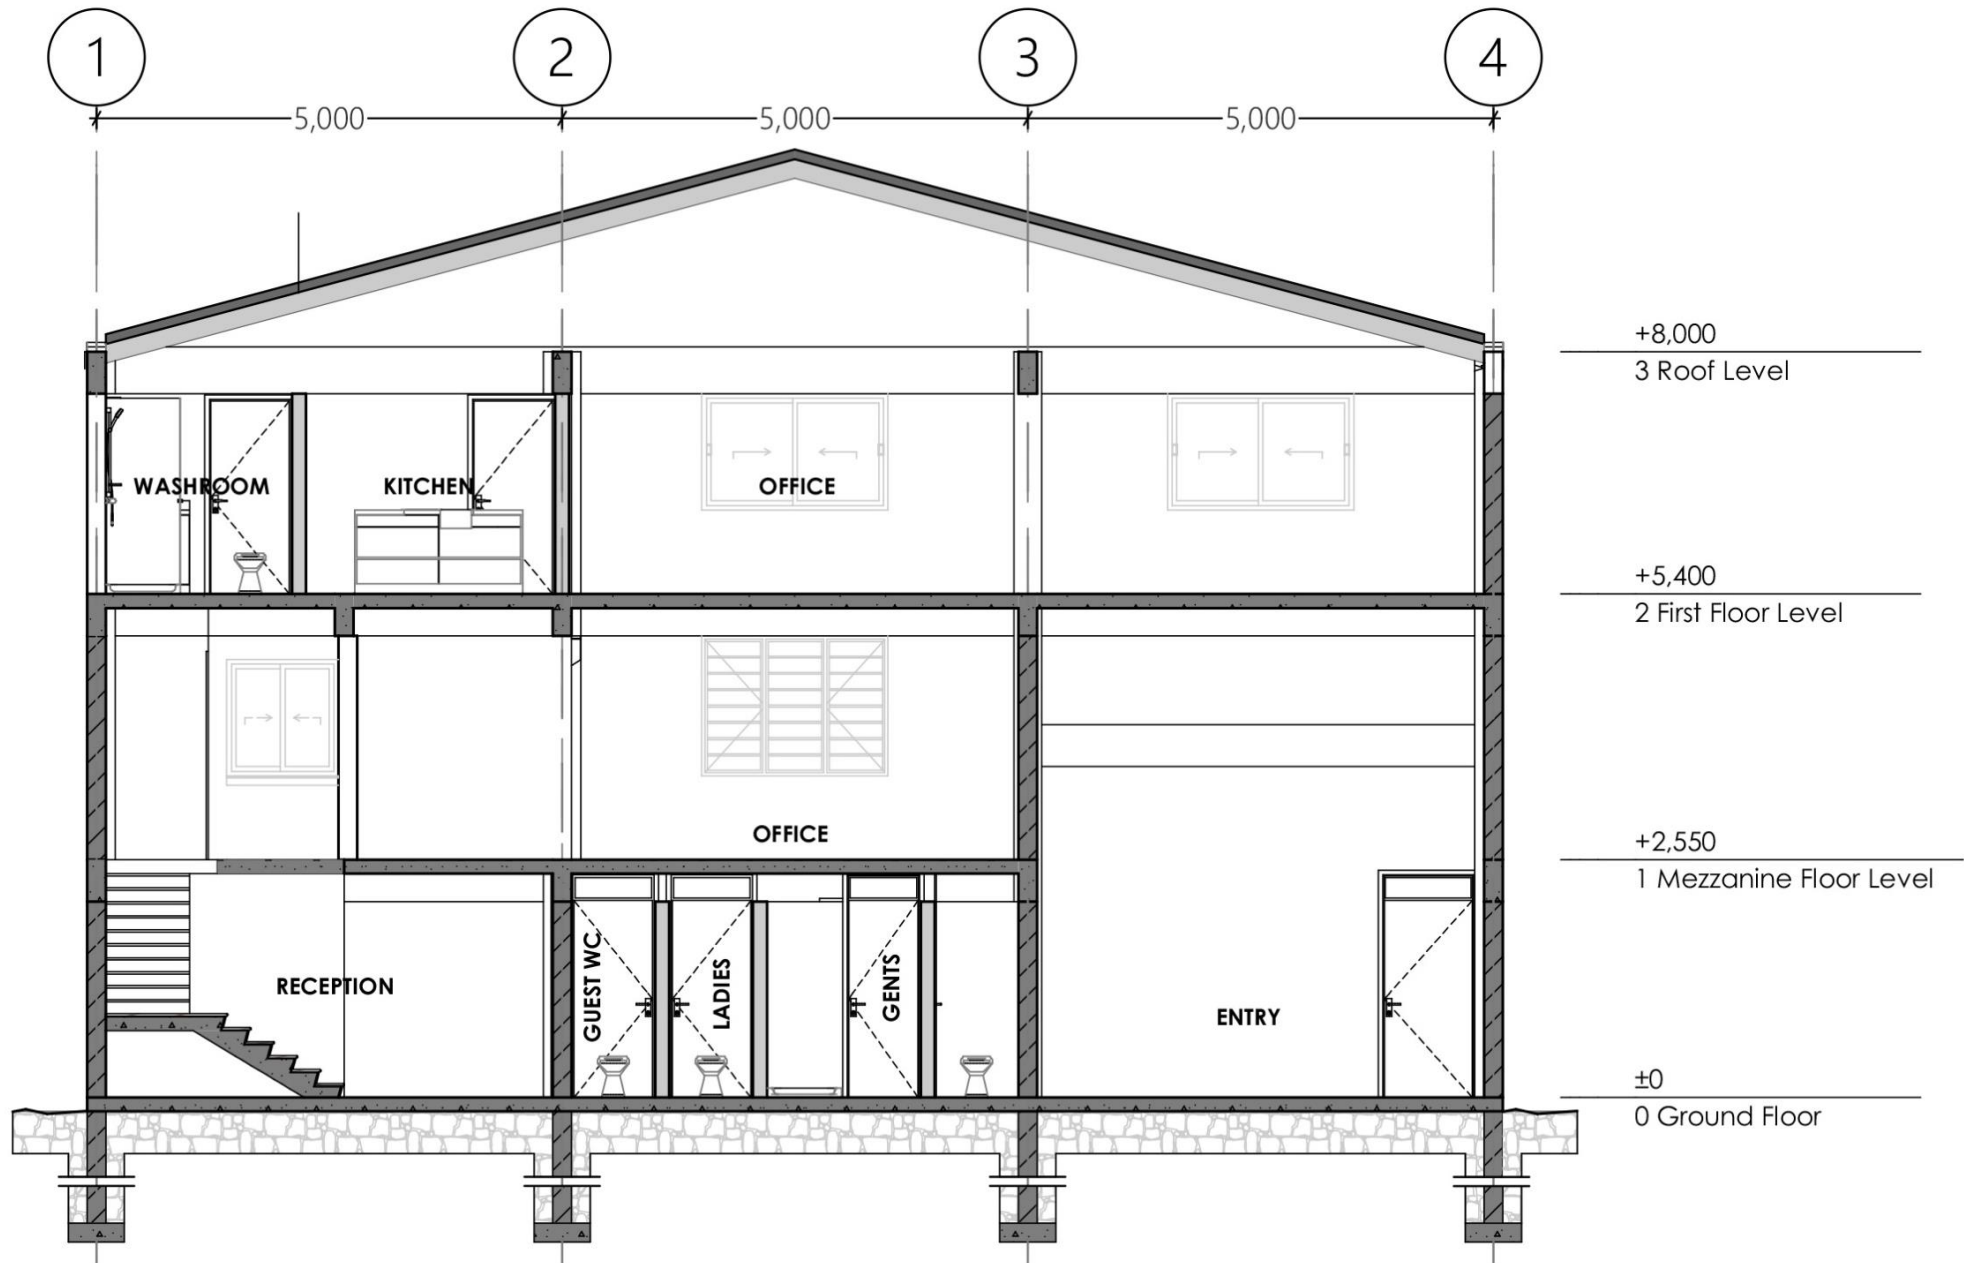 1 2 3 4
5,000 5,000 5,000
+8,000
3 Roof Level
WASHROOM KITCHEN OFFICE
+5,400
2 First Floor Level
OFFICE
+2,550
1 Mezzanine Floor Level
RECEPTION
GUEST WC
LADIES
GENTS
ENTRY
±0
0 Ground Floor